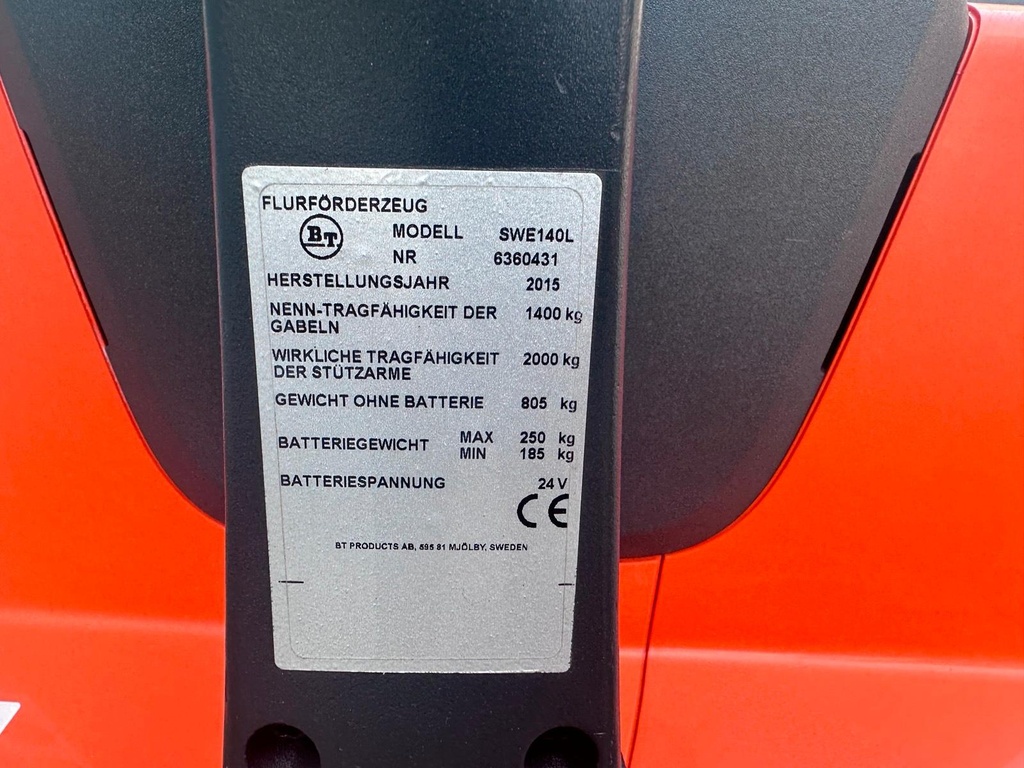 FLURFÖRDERZEUG
BT MODELL SWE140L
NR 6360431
HERSTELLUNGSJAHR 2015
NENN-TRAGFÄHIGKEIT DER 1400 kg
GABELN
WIRKLICHE TRAGFÄHIGKEIT 2000 kg
DER STÜTZARME
GEWICHT OHNE BATTERIE 805 kg
BATTERIEGEWICHT MAX 250 kg
MIN 185 kg
BATTERIESPANNUNG 24 V
CE
BT PRODUCTS AB, 595 81 MJÖLBY, SWEDEN